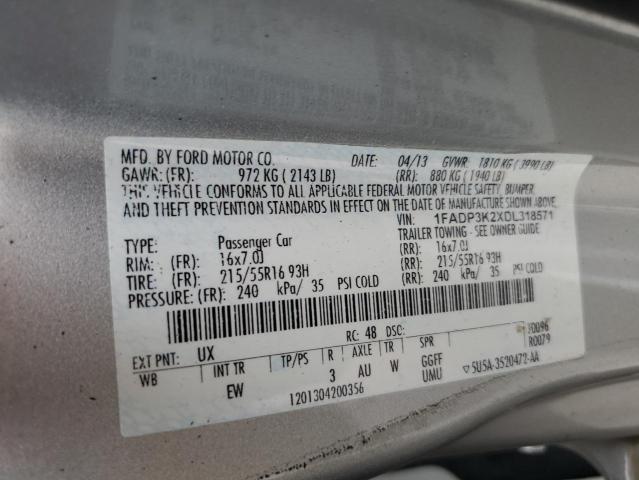 MFD. BY FORD MOTOR CO. DATE: 04/13 GVWR: 1810 KG ( 3990 LB)
GAWR: (FR): 972 KG ( 2143 LB) (RR): 880 KG ( 1940 LB)
THIS VEHICLE CONFORMS TO ALL APPLICABLE FEDERAL MOTOR VEHICLE SAFETY, BUMPER,
AND THEFT PREVENTION STANDARDS IN EFFECT ON THE DATE OF MANUFACTURE SHOWN ABOVE.
VIN: 1FADP3K2XDL318571
TYPE: Passenger Car TRAILER TOWING - SEE OWNER GUIDE
RIM: (FR): 16x7.0J (RR): 16x7.0J
TIRE: (FR): 215/55R16 93H (RR): 215/55R16 93H
PRESSURE: (FR): 240 kPa/ 35 PSI COLD (RR): 240 kPa/ 35 PSI COLD
EXT PNT: UX RC: 48 DSO: R0079
WB INT TR TP/PS R AXLE TR SPR
EW 3 AU W GGFF
UMU
1201304200356 ▽ 5U5A-3520472-AA